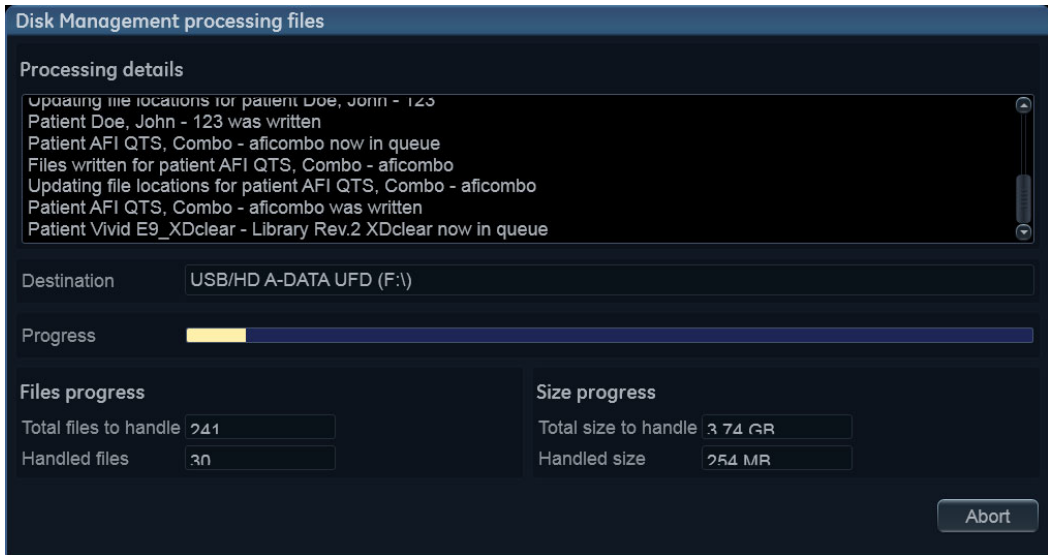 Disk Management processing files
Processing details
Updating file locations for patient Doe, John - 123
Patient Doe, John - 123 was written
Patient AFI QTS, Combo - aficombo now in queue
Files written for patient AFI QTS, Combo - aficombo
Updating file locations for patient AFI QTS, Combo - aficombo
Patient AFI QTS, Combo - aficombo was written
Patient Vivid E9_XDclear - Library Rev.2 XDclear now in queue
Destination USB/HD A-DATA UFD (F:\)
Progress
Files progress
Total files to handle 241
Handled files 30
Size progress
Total size to handle 3.74 GB
Handled size 254 MB
Abort